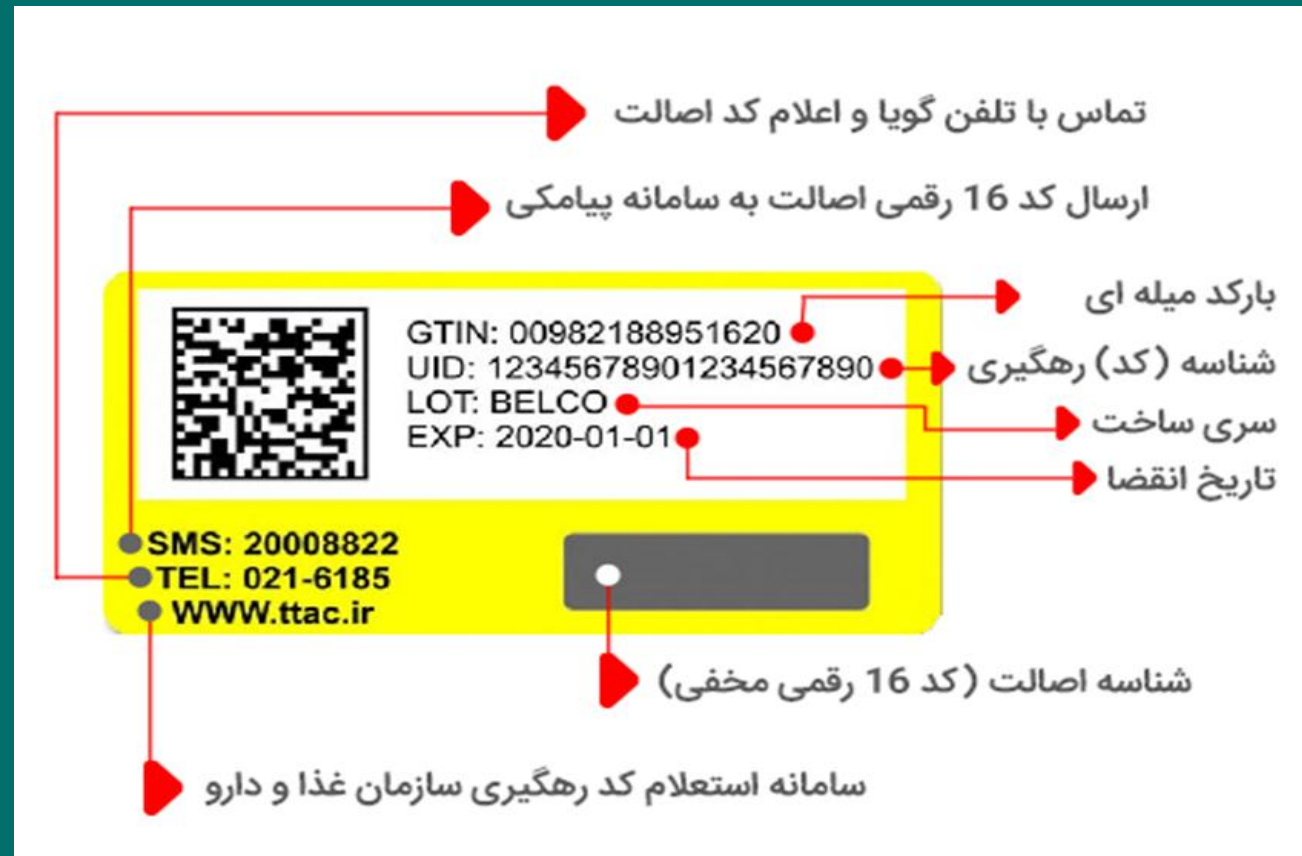 تماس با تلفن گویا و اعلام کد اصالت
ارسال کد 16 رقمی اصالت به سامانه پیامکی
بارکد میله ای
GTIN: 00982188951620
شناسه (کد) رهگیری
UID: 12345678901234567890
سری ساخت
LOT: BELCO
تاریخ انقضا
EXP: 2020-01-01
SMS: 20008822
TEL: 021-6185
WWW.ttac.ir
شناسه اصالت (کد 16 رقمی مخفی)
سامانه استعلام کد رهگیری سازمان غذا و دارو